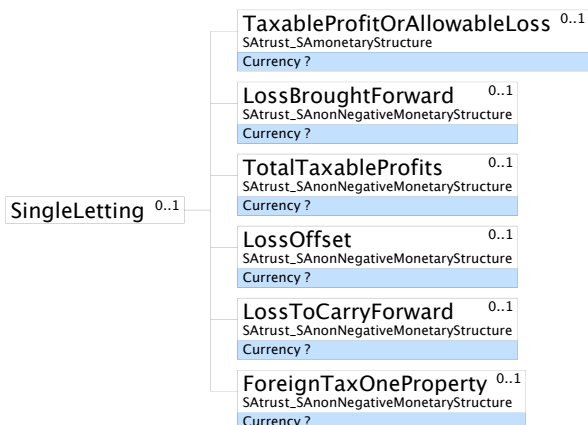 TaxableProfitOrAllowableLoss 0..1
SAtrust_SAmonetaryStructure
Currency ?
LossBroughtForward 0..1
SAtrust_SAnonNegativeMonetaryStructure
Currency ?
TotalTaxableProfits 0..1
SAtrust_SAnonNegativeMonetaryStructure
Currency ?
SingleLetting 0..1
LossOffset 0..1
SAtrust_SAnonNegativeMonetaryStructure
Currency ?
LossToCarryForward 0..1
SAtrust_SAnonNegativeMonetaryStructure
Currency ?
ForeignTaxOneProperty 0..1
SAtrust_SAnonNegativeMonetaryStructure
Currency ?